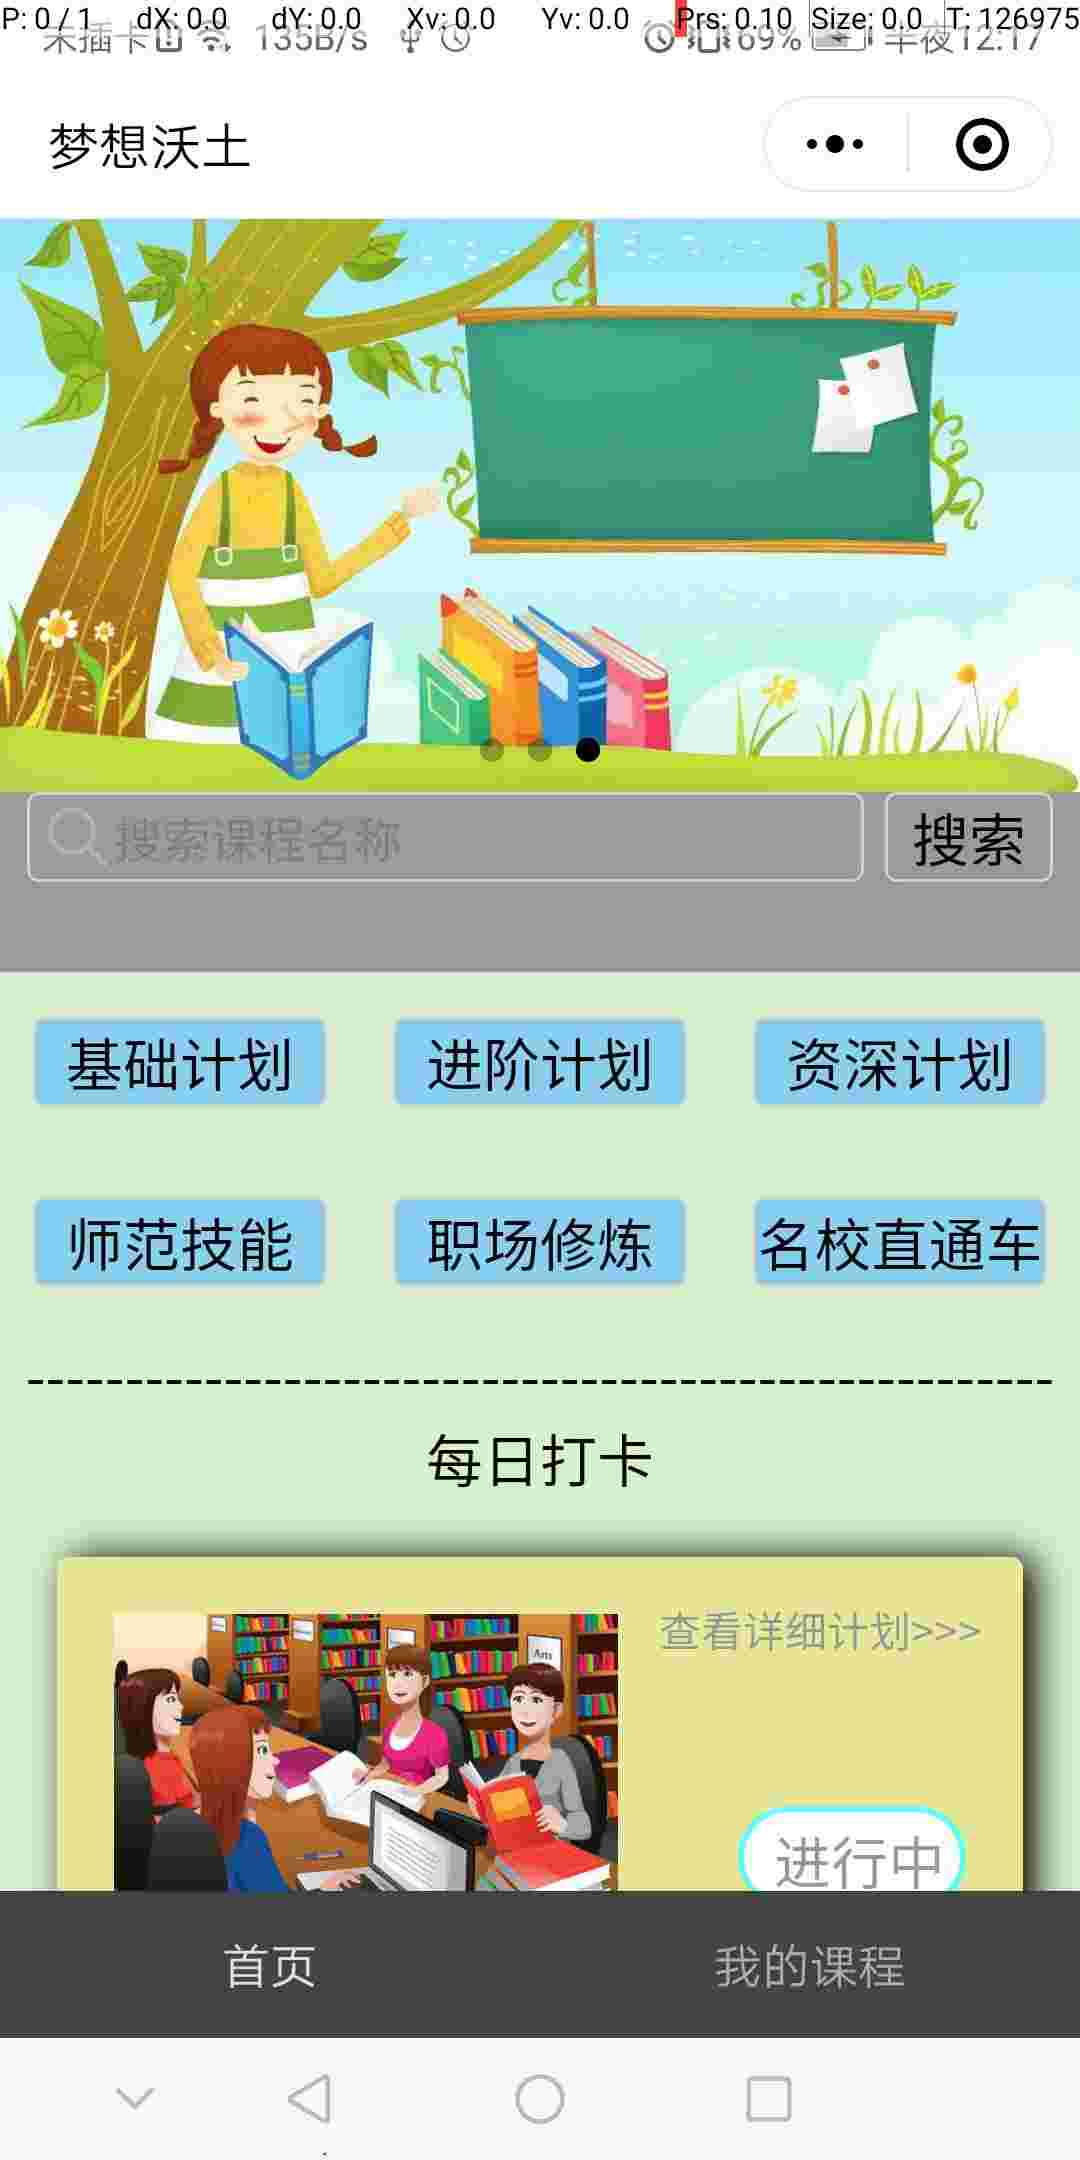 P: 0 / 1 dX: 0.0 dY: 0.0 Xv: 0.0 Yv: 0.0 Prs: 0.10 Size: 0.0 T: 126975
未插卡 135B/s 69% 半夜12:17
梦想沃土
搜索课程名称 搜索
基础计划 进阶计划 资深计划
师范技能 职场修炼 名校直通车
每日打卡
查看详细计划>>>
Arts
进行中
首页 我的课程